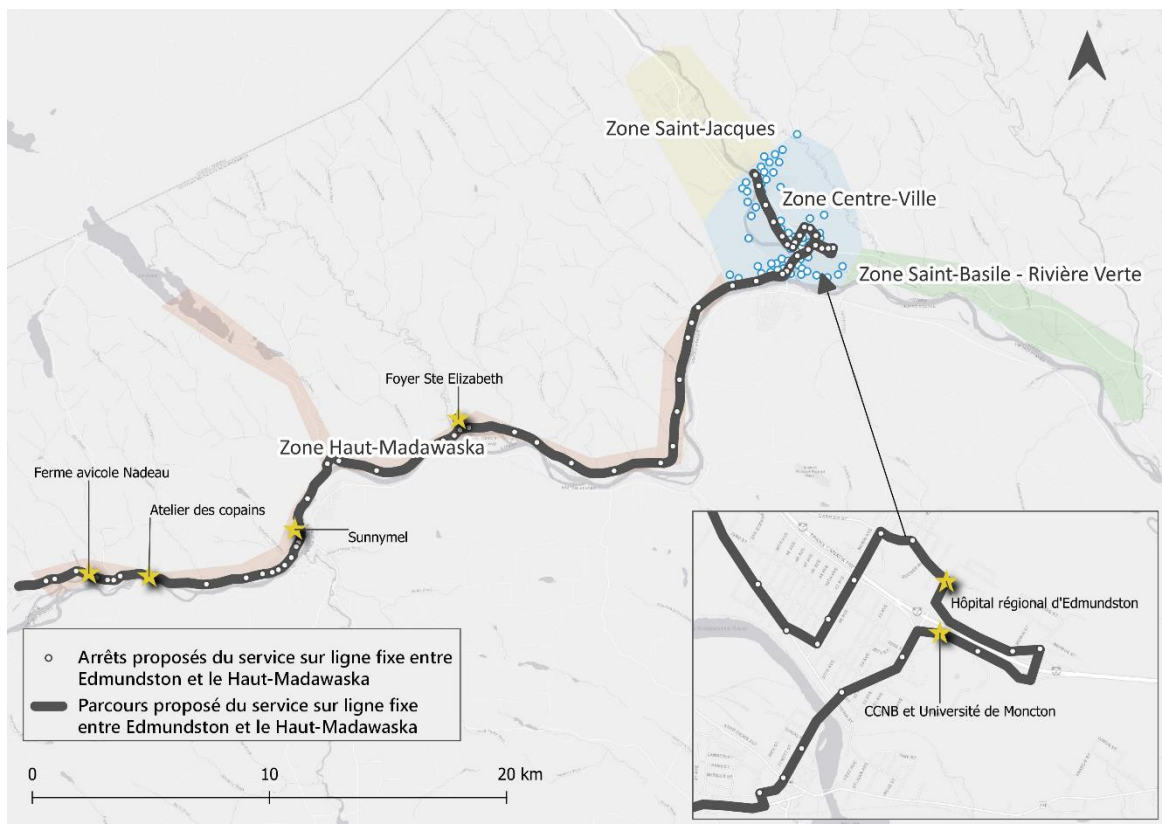 Zone Saint-Jacques
Zone Centre-Ville
Zone Saint-Basile - Rivière Verte
Foyer Ste Elizabeth
Zone Haut-Madawaska
Ferme avicole Nadeau
Atelier des copains
Sunnymel
Hôpital régional d'Edmundston
CCNB et Université de Moncton
Arrêts proposés du service sur ligne fixe entre
Edmundston et le Haut-Madawaska
Parcours proposé du service sur ligne fixe
entre Edmundston et le Haut-Madawaska
0 10 20 km